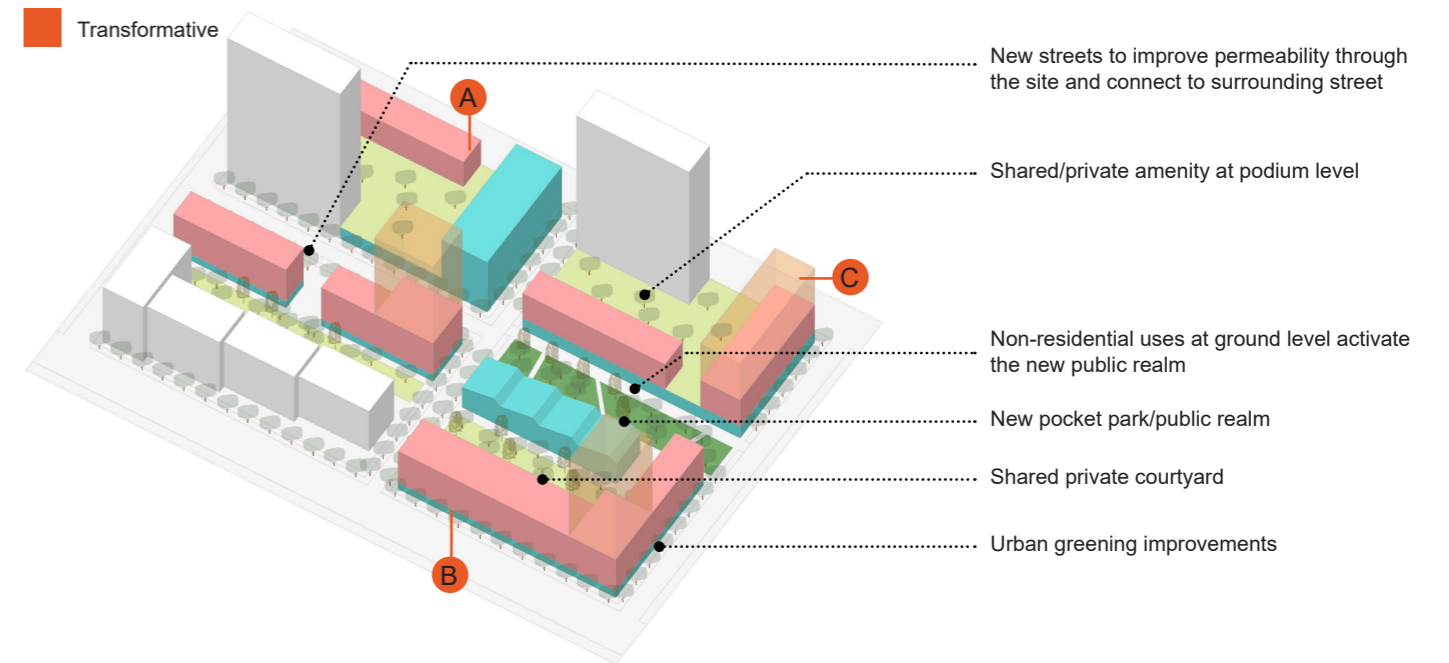 Transformative
New streets to improve permeability through
the site and connect to surrounding street
A
Shared/private amenity at podium level
C
Non-residential uses at ground level activate
the new public realm
New pocket park/public realm
Shared private courtyard
Urban greening improvements
B